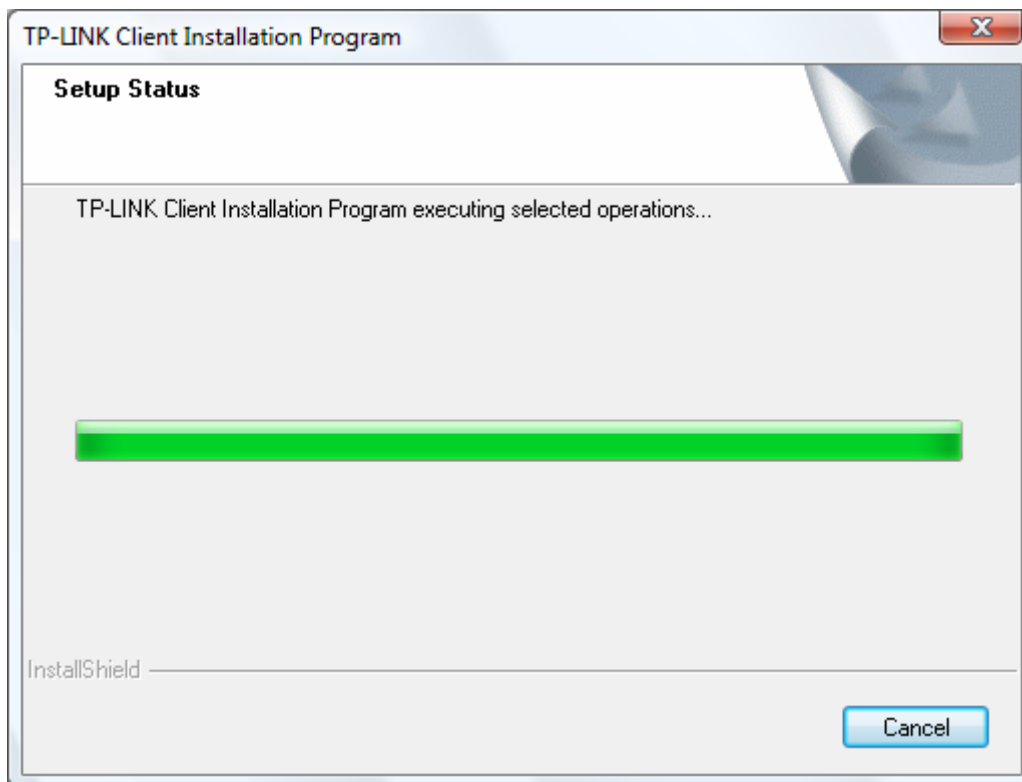 TP-LINK Client Installation Program
Setup Status
TP-LINK Client Installation Program executing selected operations...
InstallShield
Cancel